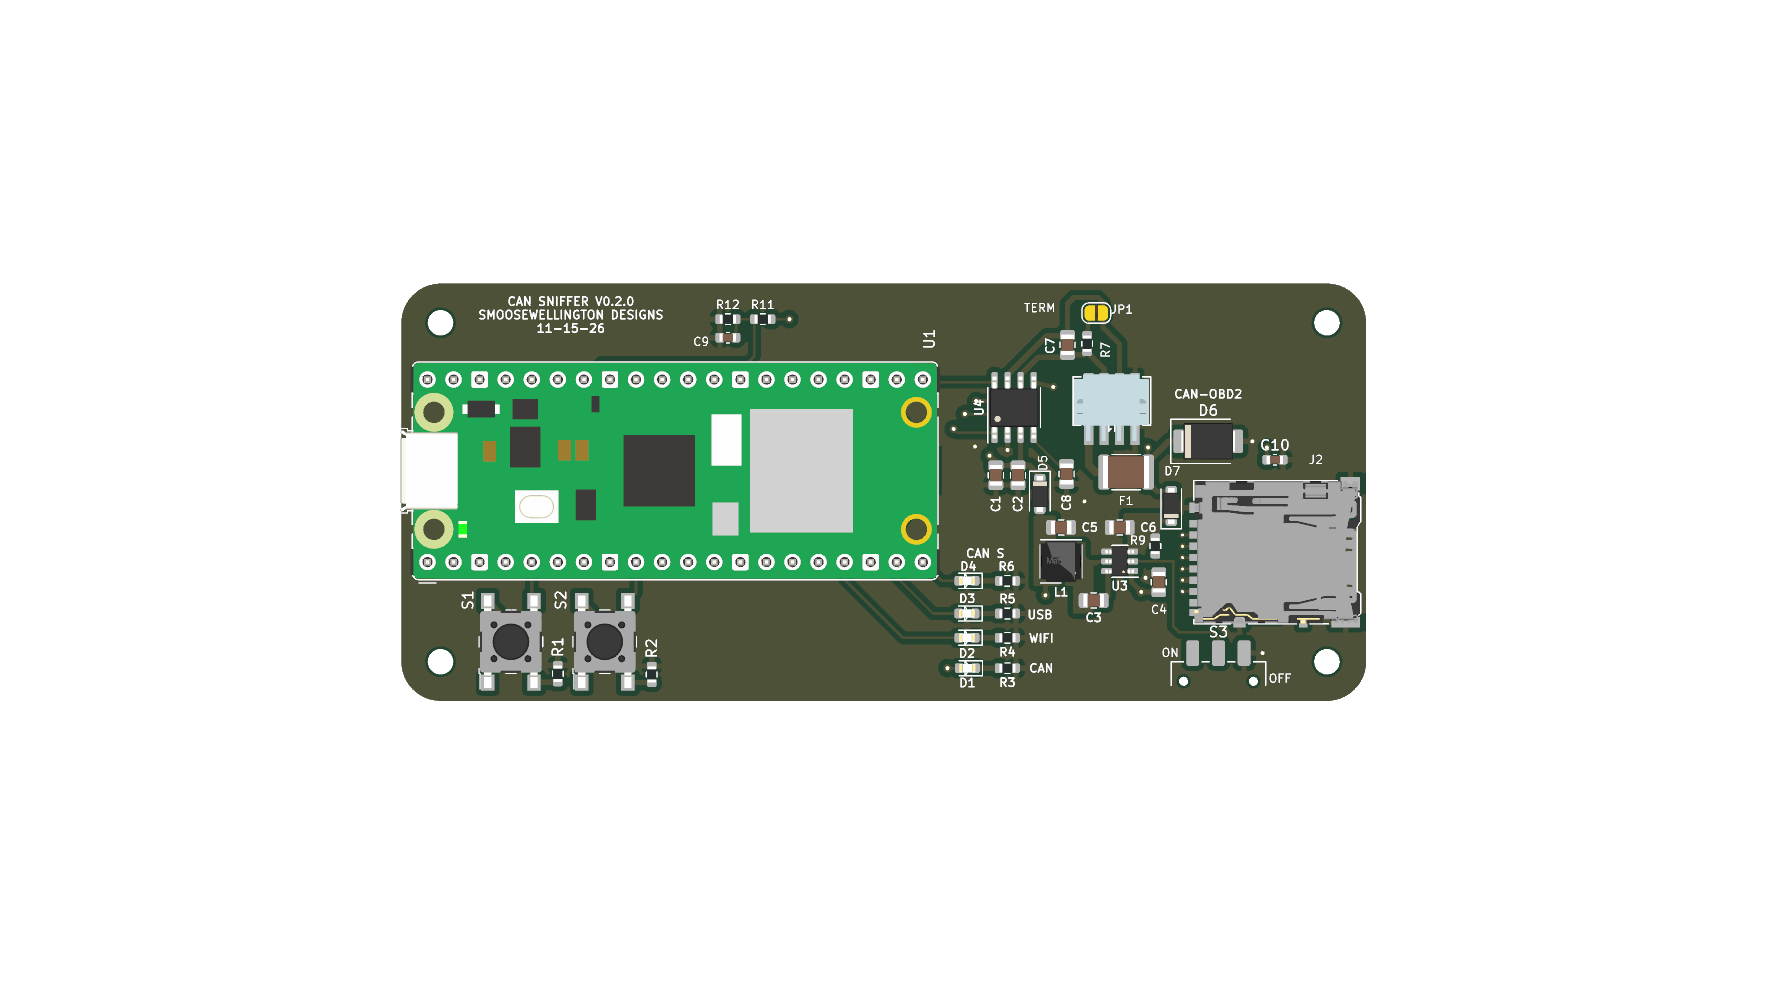 CAN SNIFFER V0.2.0
SMOOSEWELLINGTON DESIGNS
11-15-26
R12 R11
C9
U1
TERM
JP1
C7
R7
U4
CAN-OBD2
D6
C10
J2
D5
D7
C1
C2
C8
F1
C5
C6
R9
L1
U3
C3
C4
CAN S
D4 R6
D3 R5
USB
WIFI
D2 R4
CAN
D1 R3
S1
S2
R1
R2
S3
ON
OFF